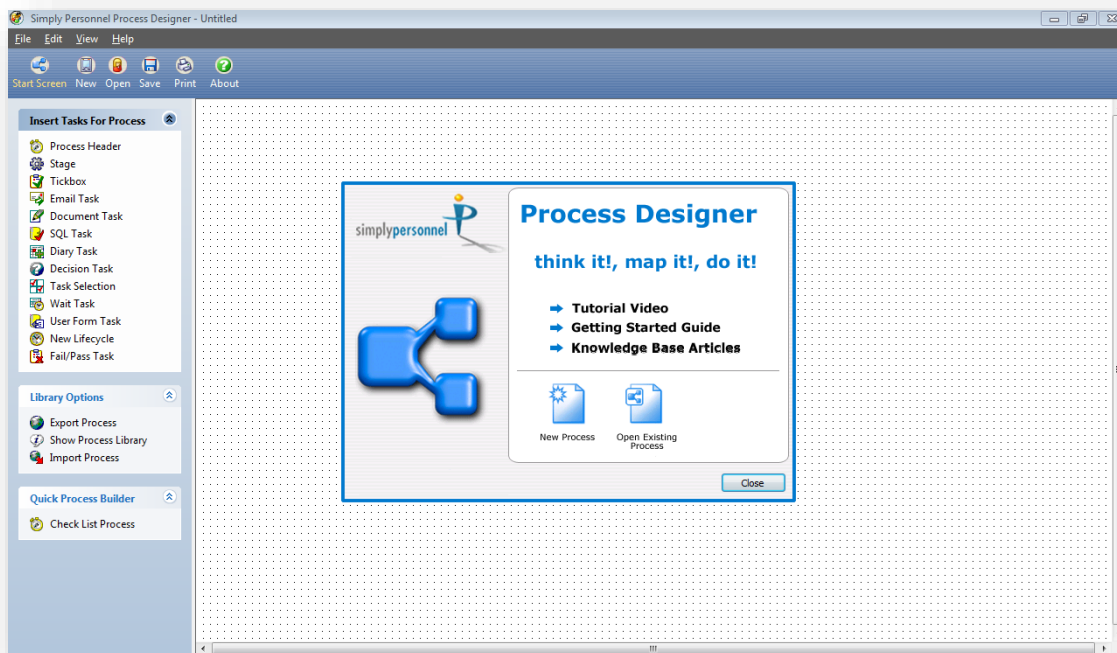 Simply Personnel Process Designer - Untitled
File Edit View Help
Start Screen New Open Save Print About
Insert Tasks For Process
Process Header
Stage
Tickbox
Email Task
Document Task
SQL Task
Diary Task
Decision Task
Task Selection
Wait Task
User Form Task
New Lifecycle
Fail/Pass Task
Library Options
Export Process
Show Process Library
Import Process
Quick Process Builder
Check List Process
simplypersonnel
Process Designer
think it!, map it!, do it!
Tutorial Video
Getting Started Guide
Knowledge Base Articles
New Process
Open Existing
Process
Close